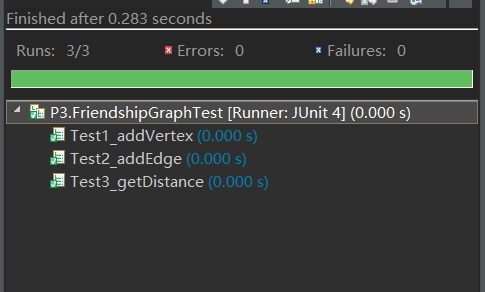 Finished after 0.283 seconds
Runs: 3/3 Errors: 0 Failures: 0
P3.FriendshipGraphTest [Runner: JUnit 4] (0.000 s)
Test1_addVertex (0.000 s)
Test2_addEdge (0.000 s)
Test3_getDistance (0.000 s)